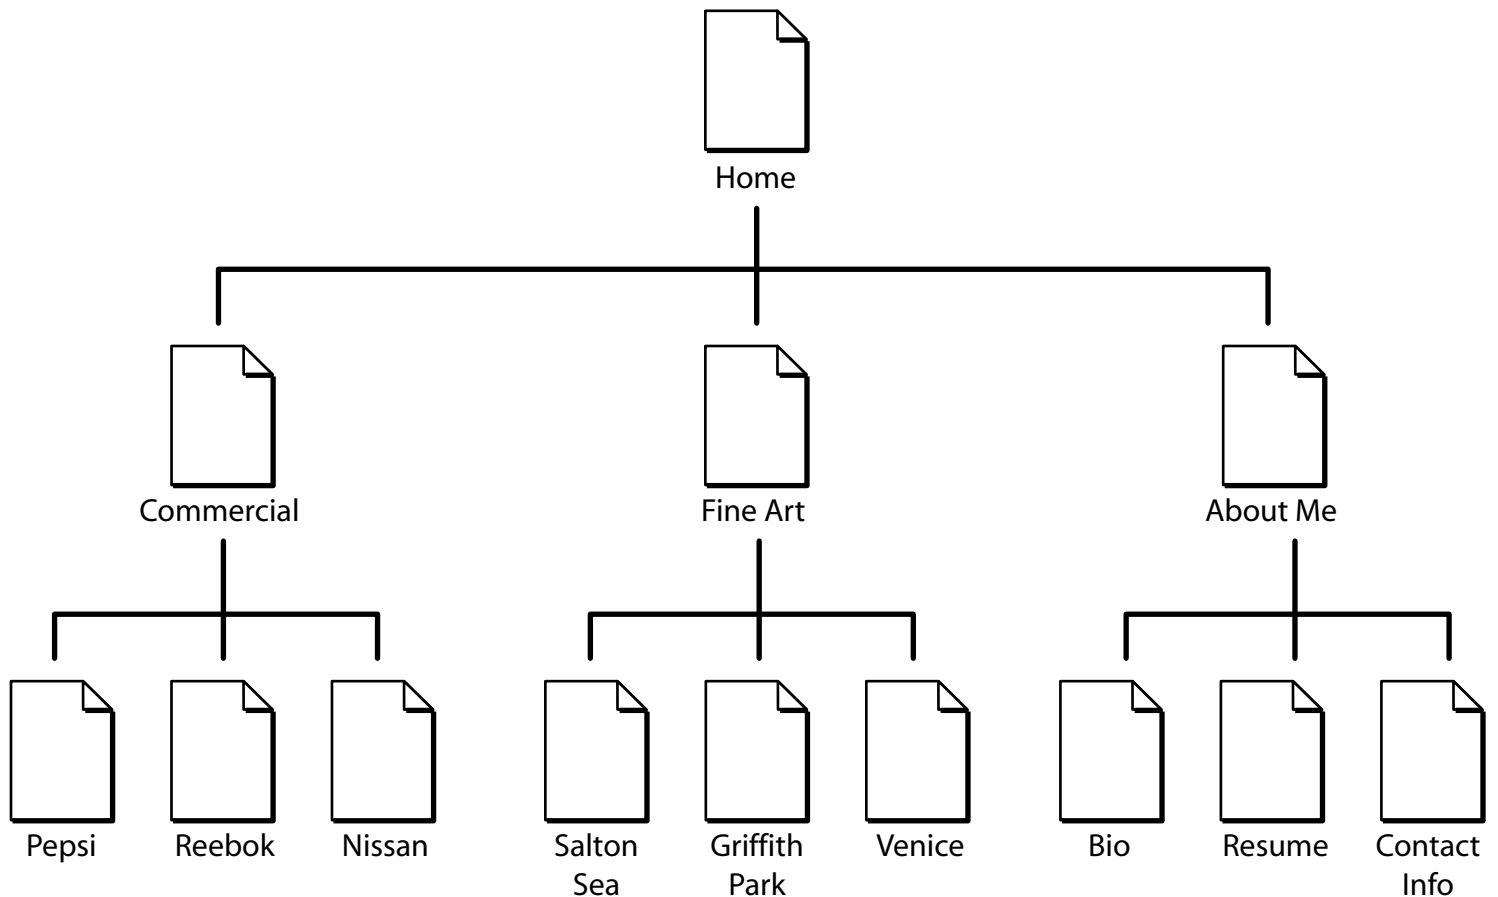 Home
Commercial
Fine Art
About Me
Pepsi
Reebok
Nissan
Salton
Sea
Griffith
Park
Venice
Bio
Resume
Contact
Info